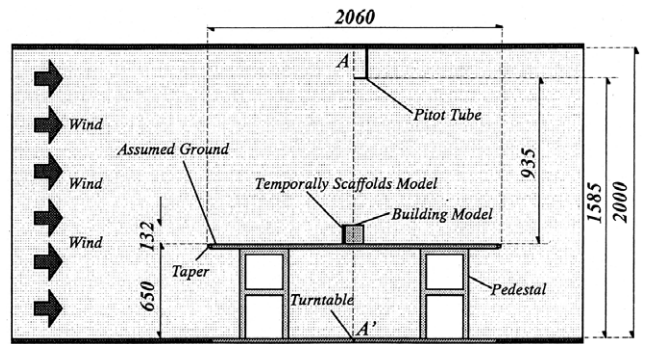 2060
A
Pitot Tube
Wind
Assumed Ground
Wind
Temporally Scaffolds Model
Building Model
935
1585
2000
132
Wind
Taper
650
Turntable
A'
Pedestal